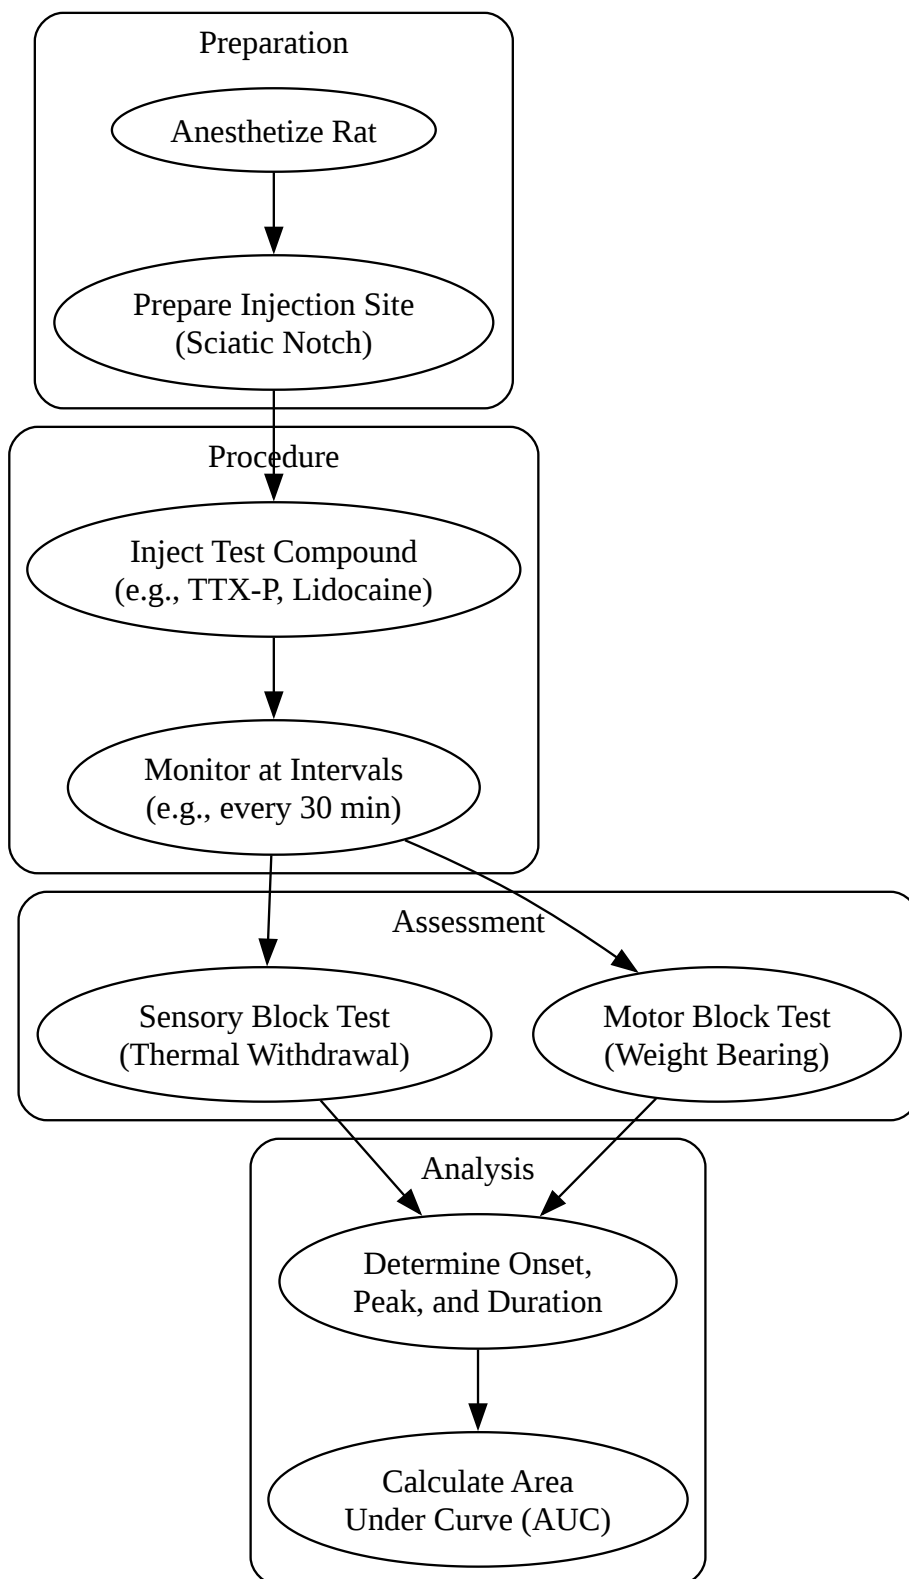 Preparation
Anesthetize Rat
Prepare Injection Site
(Sciatic Notch)
Procedure
Inject Test Compound
(e.g., TTX-P, Lidocaine)
Monitor at Intervals
(e.g., every 30 min)
Assessment
Sensory Block Test
(Thermal Withdrawal)
Motor Block Test
(Weight Bearing)
Analysis
Determine Onset,
Peak, and Duration
Calculate Area
Under Curve (AUC)